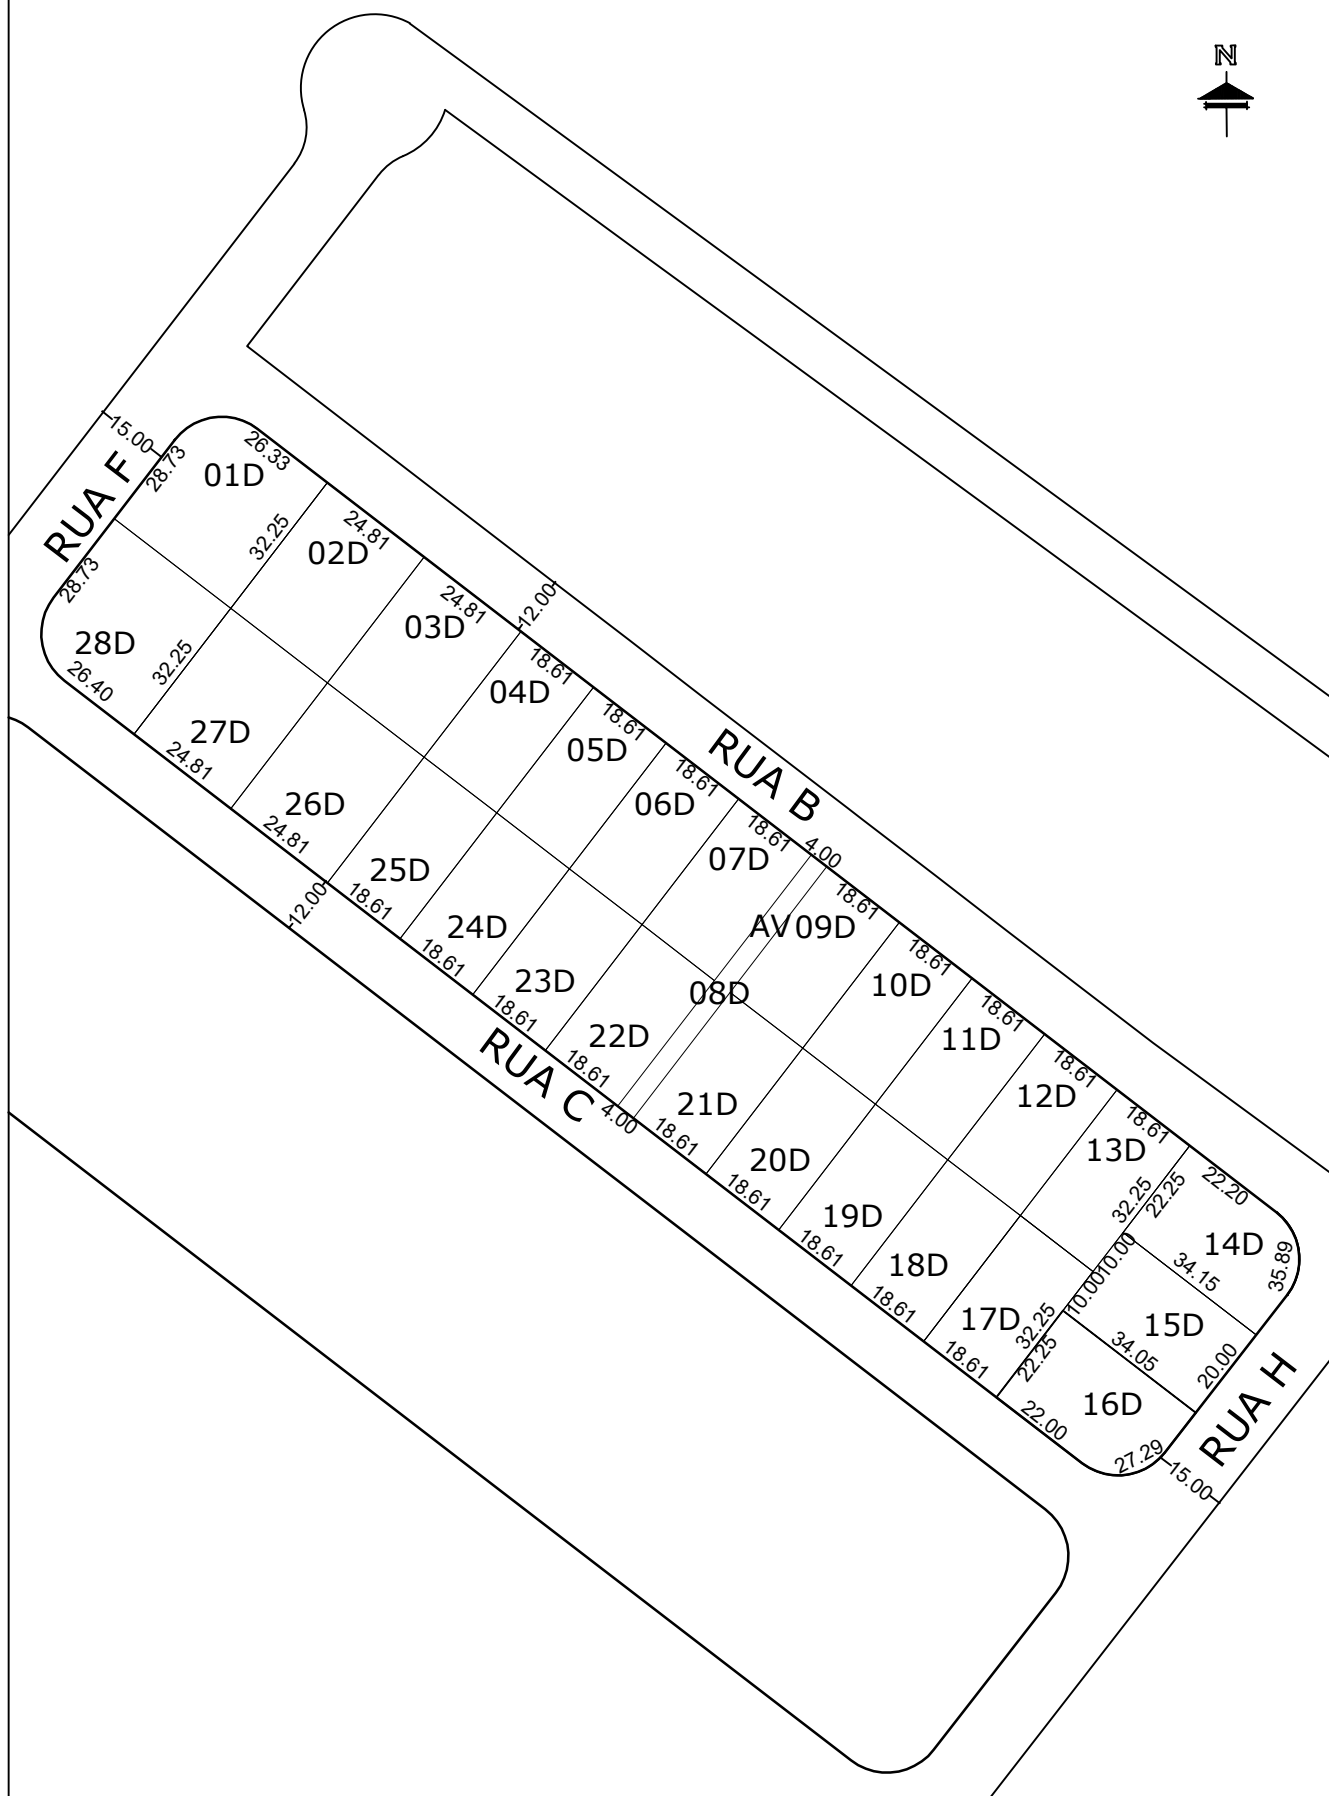 N
15.00
RUA F
28.73
01D
26.33
32.25
02D
24.81
03D
24.81
12.00
04D
18.61
05D
18.61
06D
18.61
07D
18.61
RUA B
4.00
AV
08D
09D
18.61
10D
18.61
11D
18.61
12D
18.61
13D
18.61
32.25
22.25
22.20
14D
35.89
34.15
10.00
10.00
15D
20.00
34.05
RUA H
28.73
28D
26.40
32.25
27D
24.81
26D
24.81
12.00
25D
18.61
24D
18.61
23D
18.61
22D
18.61
RUA C
4.00
21D
18.61
20D
18.61
19D
18.61
18D
18.61
17D
18.61
32.25
22.25
16D
22.00
27.29
15.00